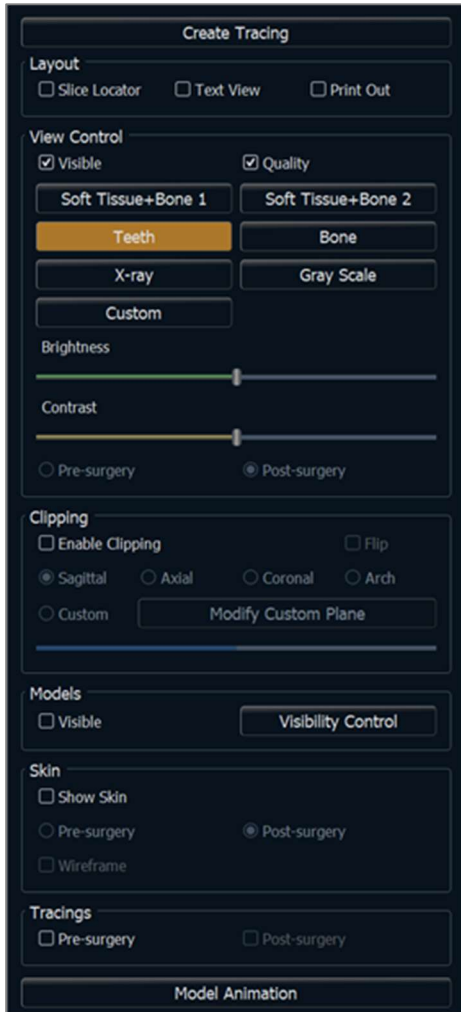 Create Tracing
Layout
Slice Locator Text View Print Out
View Control
Visible Quality
Soft Tissue+Bone 1 Soft Tissue+Bone 2
Teeth Bone
X-ray Gray Scale
Custom
Brightness
Contrast
Pre-surgery Post-surgery
Clipping
Enable Clipping Flip
Sagittal Axial Coronal Arch
Custom Modify Custom Plane
Models
Visible Visibility Control
Skin
Show Skin
Pre-surgery Post-surgery
Wireframe
Tracings
Pre-surgery Post-surgery
Model Animation